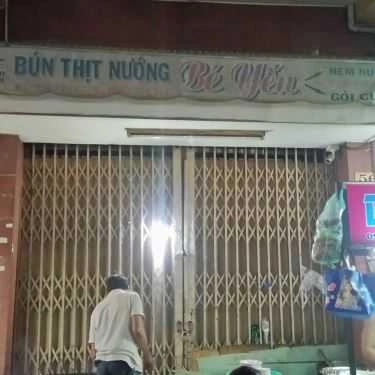 BÚN THỊT NƯỚNG Bé Yến
NEM NƯ
GỎI CU